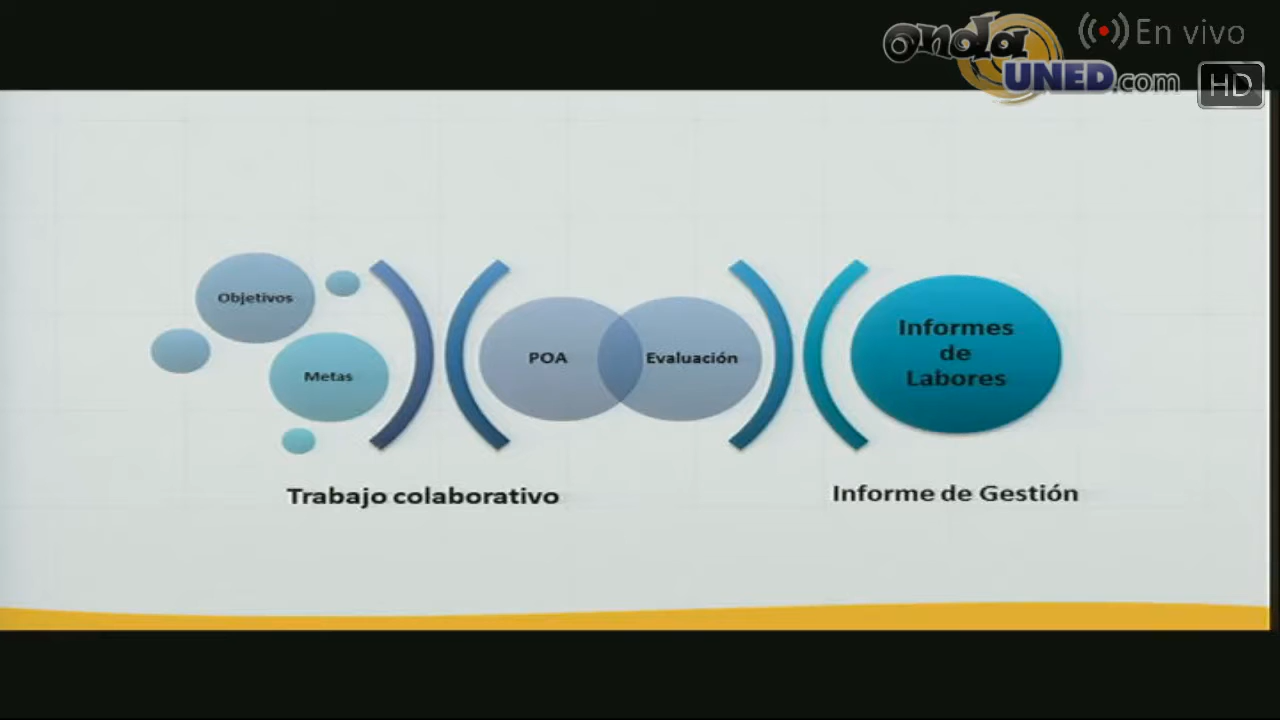 onda
UNED.com
En vivo
HD
Objetivos
Metas
POA
Evaluación
Informes
de
Labores
Trabajo colaborativo
Informe de Gestión